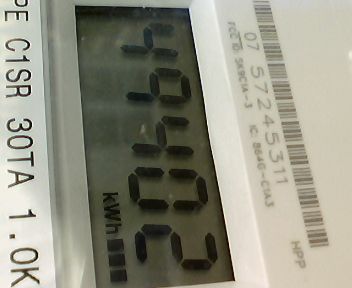 PE C1SR 30TA 1.0K
kWh
07 57245311
FCC ID: SK9C1A-3 IC: 864G-C1A3
HPP